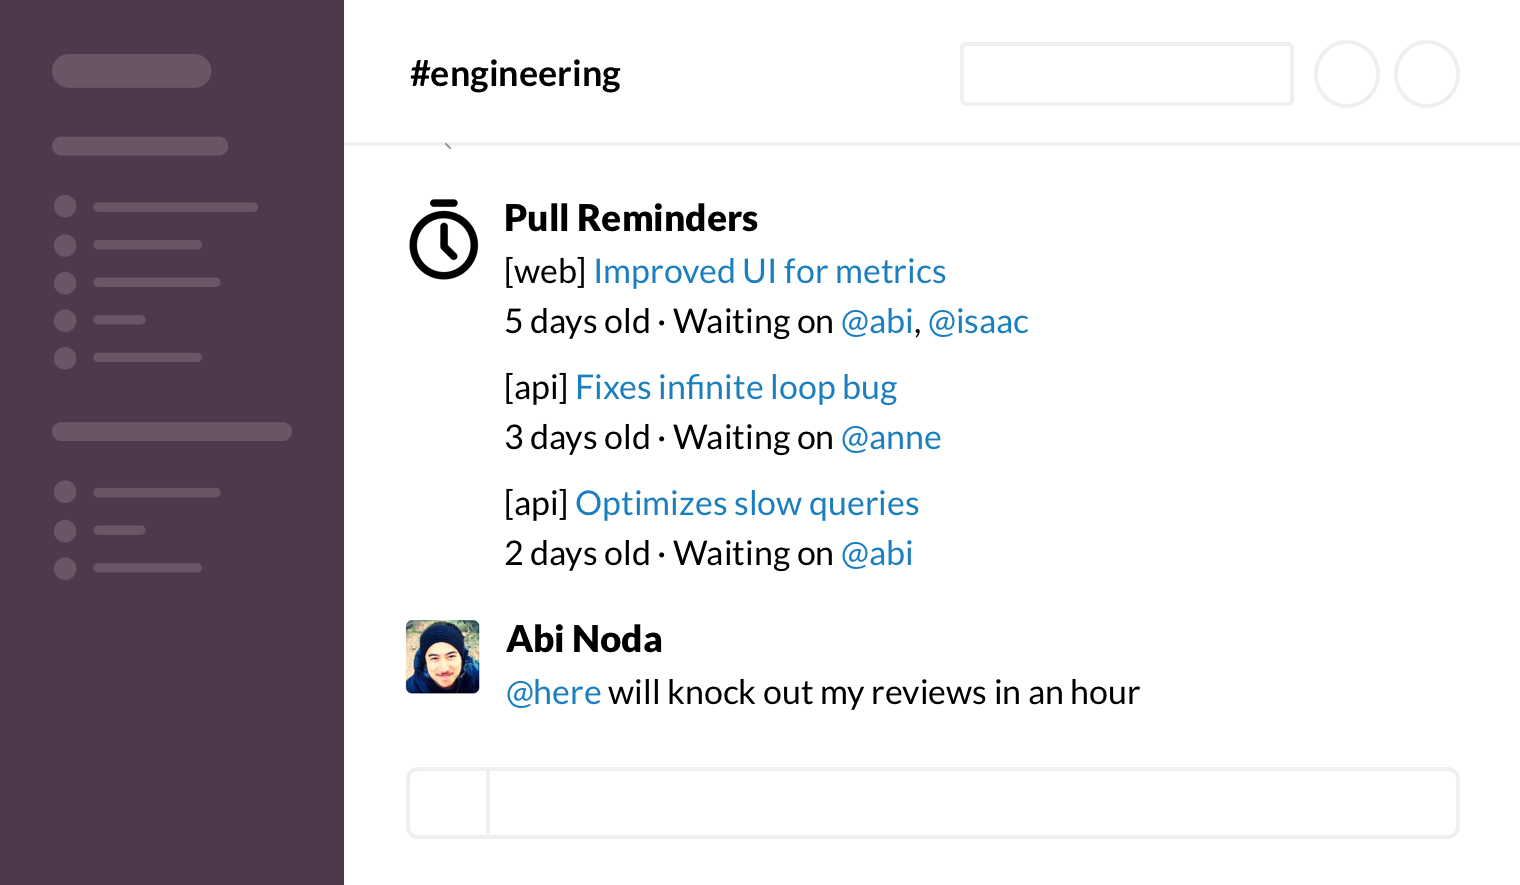 #engineering
Pull Reminders
[web] Improved UI for metrics
5 days old · Waiting on @abi, @isaac
[api] Fixes infinite loop bug
3 days old · Waiting on @anne
[api] Optimizes slow queries
2 days old · Waiting on @abi
Abi Noda
@here will knock out my reviews in an hour